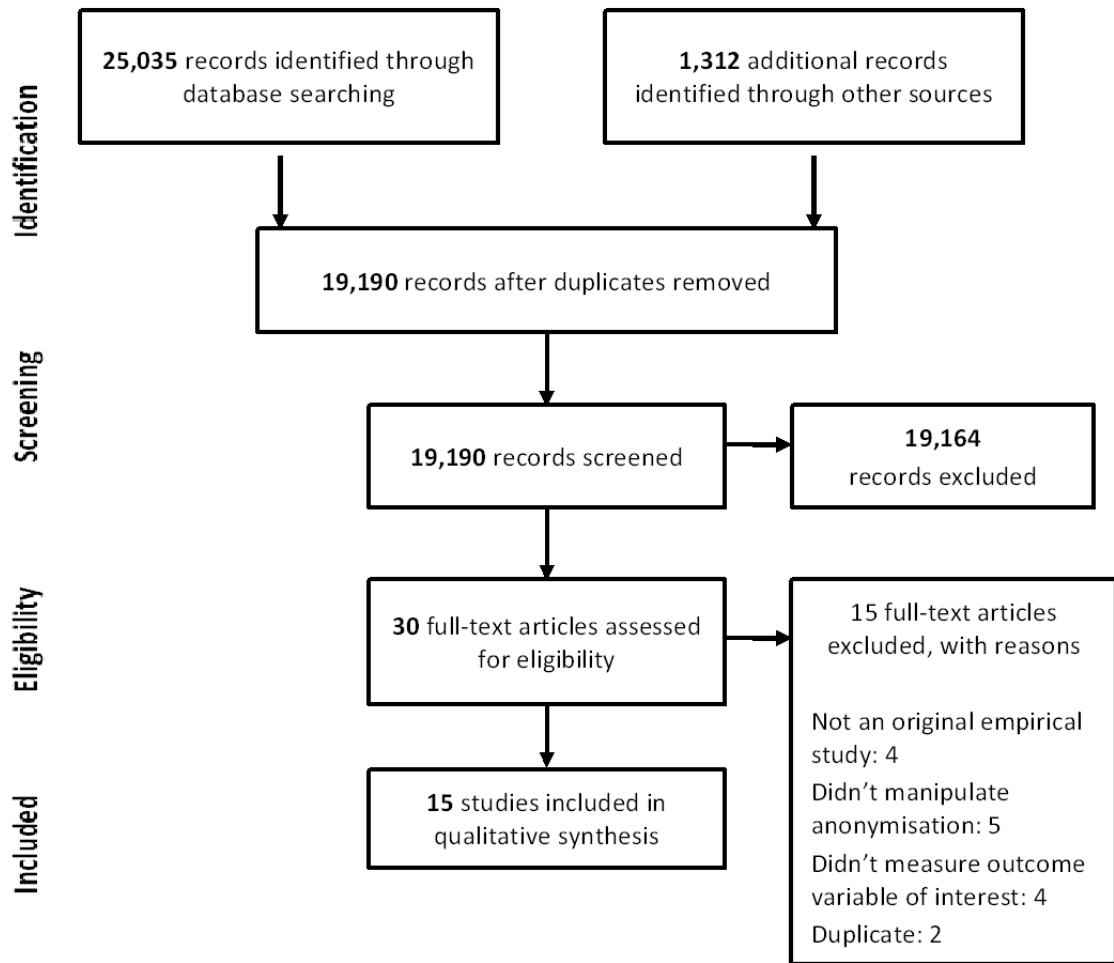 25,035 records identified through
database searching
1,312 additional records
identified through other sources
Identification
19,190 records after duplicates removed
Screening
19,190 records screened
19,164
records excluded
Eligibility
30 full-text articles assessed
for eligibility
15 full-text articles
excluded, with reasons
Not an original empirical
study: 4
Didn’t manipulate
anonymisation: 5
Didn’t measure outcome
variable of interest: 4
Duplicate: 2
Included
15 studies included in
qualitative synthesis